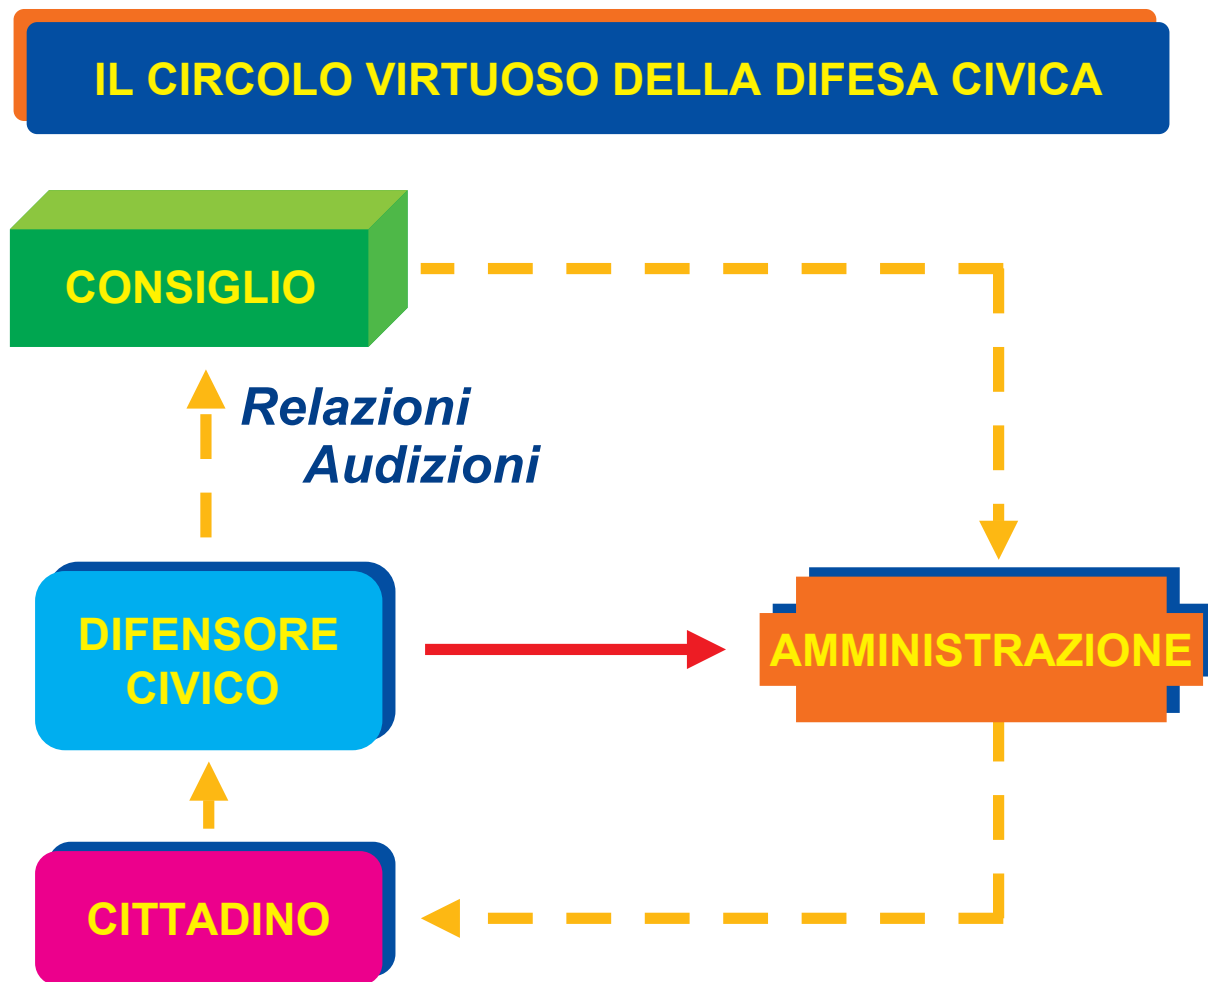 IL CIRCOLO VIRTUOSO DELLA DIFESA CIVICA
CONSIGLIO
Relazioni
Audizioni
DIFENSORE
CIVICO
AMMINISTRAZIONE
CITTADINO